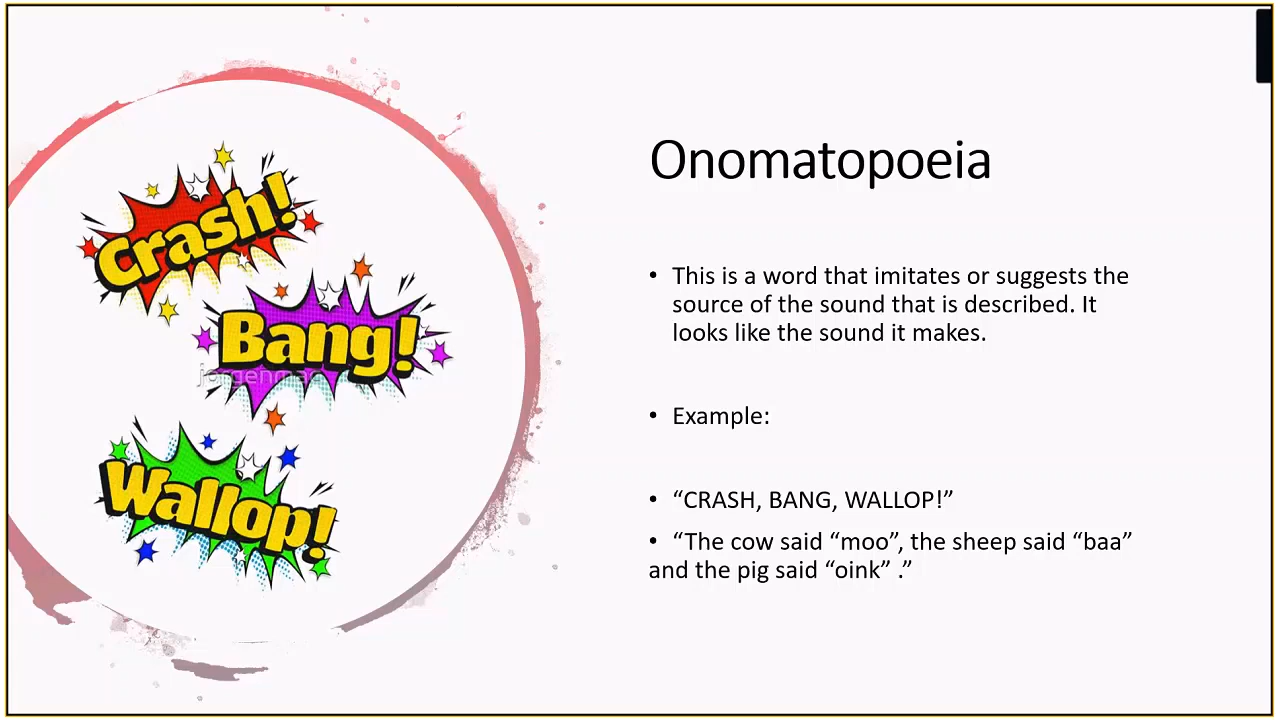 Onomatopoeia
• This is a word that imitates or suggests the
source of the sound that is described. It
looks like the sound it makes.
• Example:
• “CRASH, BANG, WALLOP!”
• “The cow said “moo”, the sheep said “baa”
and the pig said “oink” .”
Crash!
Bang!
Wallop!